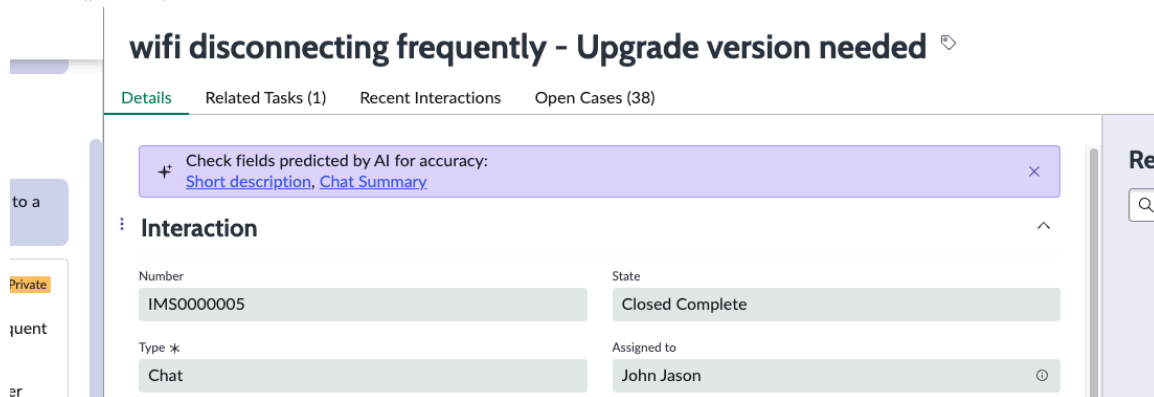 wifi disconnecting frequently - Upgrade version needed
Details Related Tasks (1) Recent Interactions Open Cases (38)
Check fields predicted by AI for accuracy:
Short description, Chat Summary
Re
to a
Interaction
Private
Number State
IMS0000005 Closed Complete
quent
Type * Assigned to
Chat John Jason
er